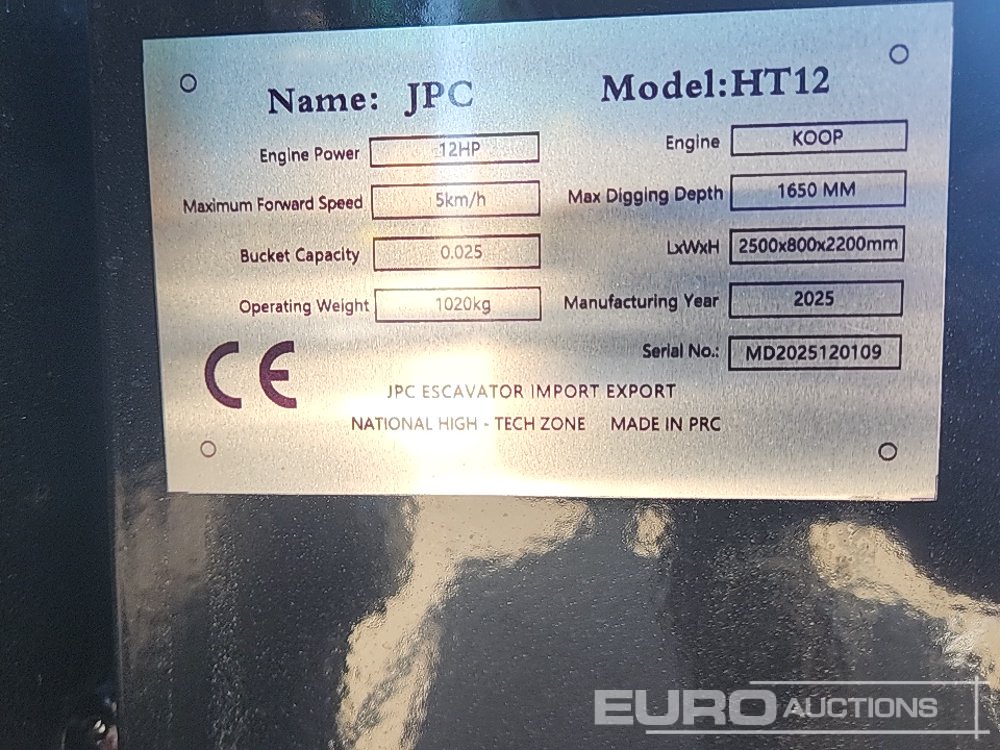 Name: JPC Model:HT12
Engine Power 12HP Engine KOOP
Maximum Forward Speed 5km/h Max Digging Depth 1650 MM
Bucket Capacity 0.025 LxWxH 2500x800x2200mm
Operating Weight 1020kg Manufacturing Year 2025
Serial No.: MD2025120109
CE
JPC ESCAVATOR IMPORT EXPORT
NATIONAL HIGH - TECH ZONE MADE IN PRC
EURO AUCTIONS